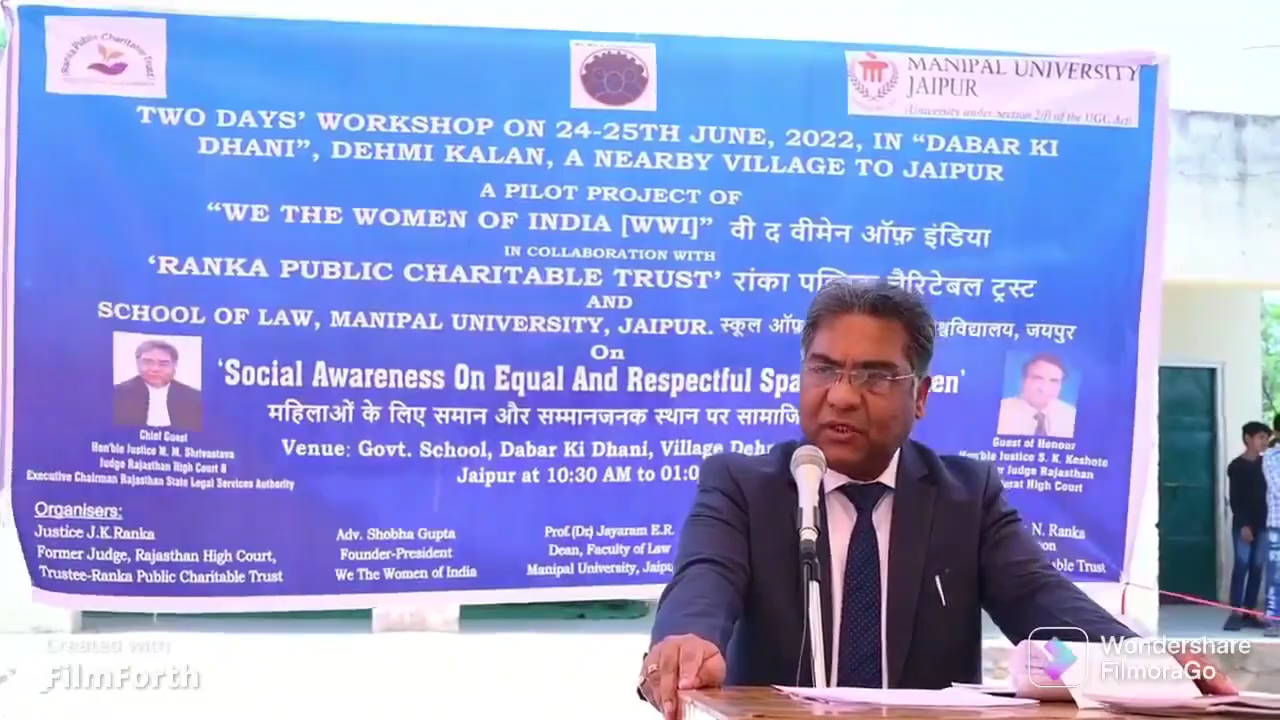 Ranka Public Charitable Trust
MANIPAL UNIVERSITY
JAIPUR
(University under Section 2(f) of the UGC Act)
TWO DAYS' WORKSHOP ON 24-25TH JUNE, 2022, IN "DABAR KI
DHANI", DEHMI KALAN, A NEARBY VILLAGE TO JAIPUR
A PILOT PROJECT OF
"WE THE WOMEN OF INDIA [WWI]" वी द वीमेन ऑफ़ इंडिया
IN COLLABORATION WITH
'RANKA PUBLIC CHARITABLE TRUST' रांका चैरिटेबल ट्रस्ट
AND
SCHOOL OF LAW, MANIPAL UNIVERSITY, JAIPUR. स्कूल जयपुर
On
'Social Awareness On Equal And Respectful
महिलाओं के लिए समान और सम्मानजनक स्थान पर
Venue: Govt. School, Dabar Ki Dhani, Village
Jaipur at 10:30 AM to
Chief Guest
Hon'ble Justice M. M. Shrivastava
Judge Rajasthan High Court &
Executive Chairman Rajasthan State Legal Services Authority
Guest of Honour
Justice S. K. Keshote
Judge Rajasthan
High Court
Organisers:
Justice J.K.Ranka
Former Judge, Rajasthan High Court,
Trustee-Ranka Public Charitable Trust
Adv. Shobha Gupta
Founder-President
We The Women of India
Prof.(Dr) Jayaram E.R.
Dean, Faculty of Law
Manipal University,
N. Ranka
Trust
Created with
FilmForth
Wondershare
FilmoraGo